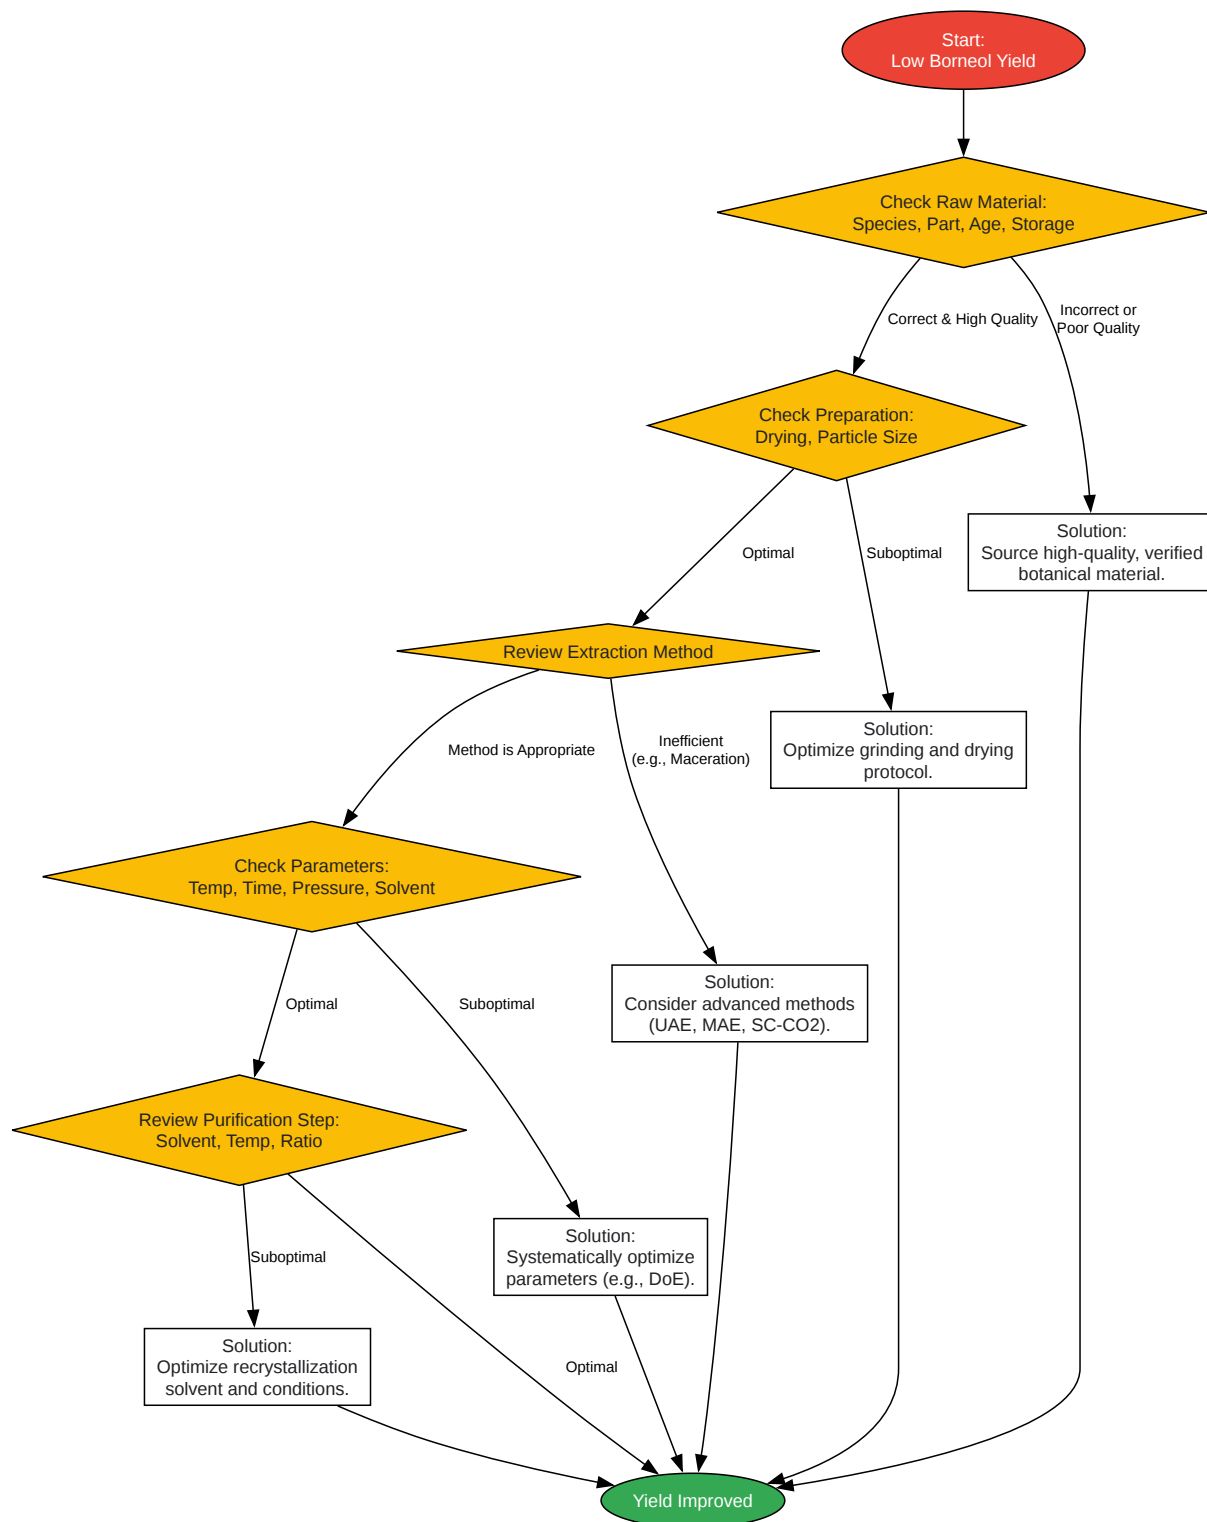 Start:
Low Borneol Yield
Check Raw Material:
Species, Part, Age, Storage
Correct & High Quality
Incorrect or
Poor Quality
Check Preparation:
Drying, Particle Size
Optimal
Suboptimal
Solution:
Source high-quality, verified
botanical material.
Review Extraction Method
Method is Appropriate
Inefficient
(e.g., Maceration)
Solution:
Optimize grinding and drying
protocol.
Check Parameters:
Temp, Time, Pressure, Solvent
Optimal
Suboptimal
Solution:
Consider advanced methods
(UAE, MAE, SC-CO2).
Review Purification Step:
Solvent, Temp, Ratio
Suboptimal
Optimal
Solution:
Systematically optimize
parameters (e.g., DoE).
Solution:
Optimize recrystallization
solvent and conditions.
Yield Improved